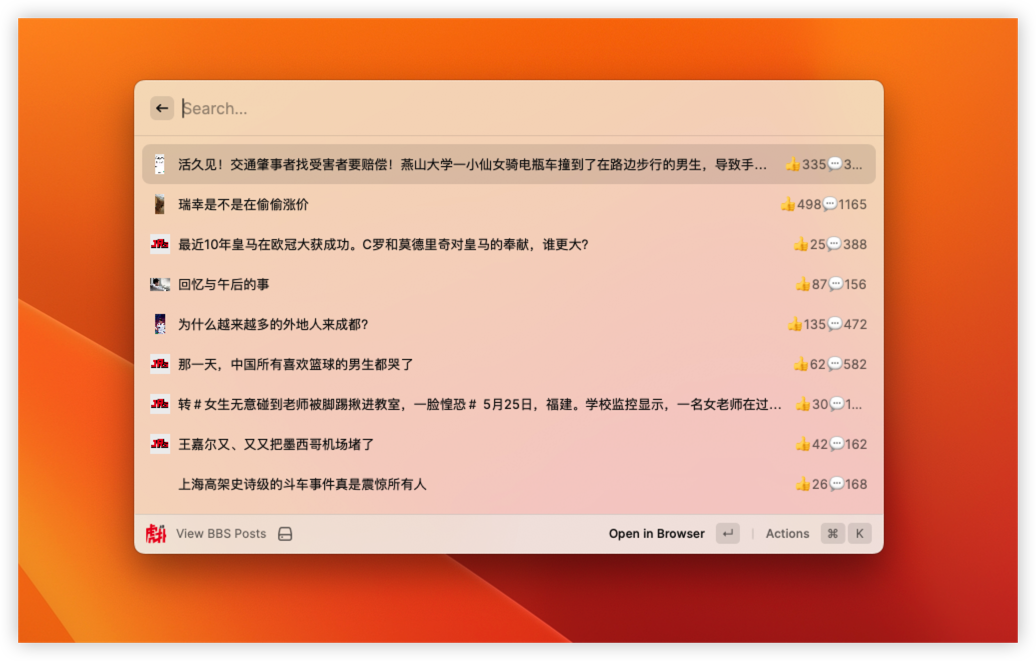 Search...
活久见！交通肇事者找受害者要赔偿！燕山大学一小仙女骑电瓶车撞到了在路边步行的男生，导致手... 👍335💬3...
瑞幸是不是在偷偷涨价 👍498💬1165
最近10年皇马在欧冠大获成功。C罗和莫德里奇对皇马的奉献，谁更大? 👍25💬388
回忆与午后的事 👍87💬156
为什么越来越多的外地人来成都? 👍135💬472
那一天，中国所有喜欢篮球的男生都哭了 👍62💬582
转#女生无意碰到老师被脚踢揪进教室，一脸惶恐# 5月25日，福建。学校监控显示，一名女老师在过... 👍30💬1...
王嘉尔又、又又把墨西哥机场堵了 👍42💬162
上海高架史诗级的斗车事件真是震惊所有人 👍26💬168
View BBS Posts Open in Browser ↵ Actions ⌘ K